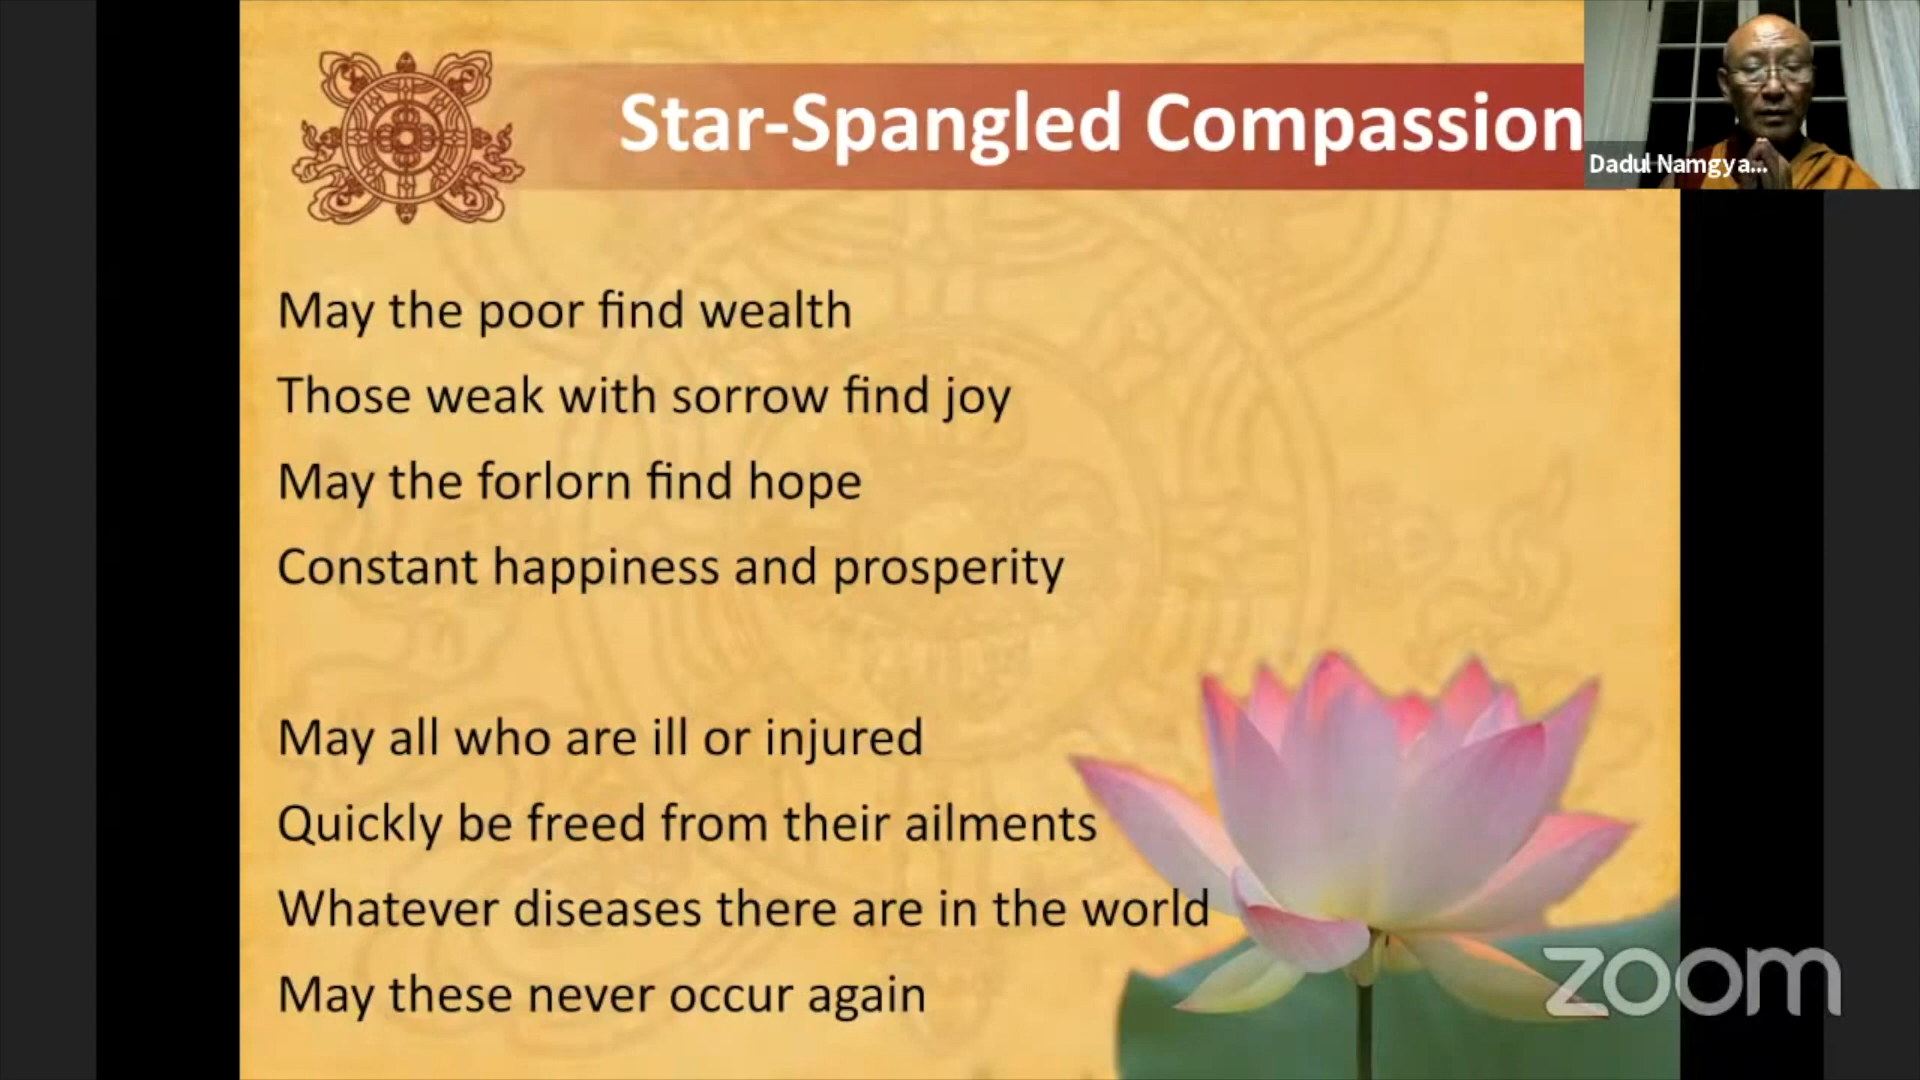 Star-Spangled Compassion
Dadul Namgya...
May the poor find wealth
Those weak with sorrow find joy
May the forlorn find hope
Constant happiness and prosperity
May all who are ill or injured
Quickly be freed from their ailments
Whatever diseases there are in the world
May these never occur again
zoom